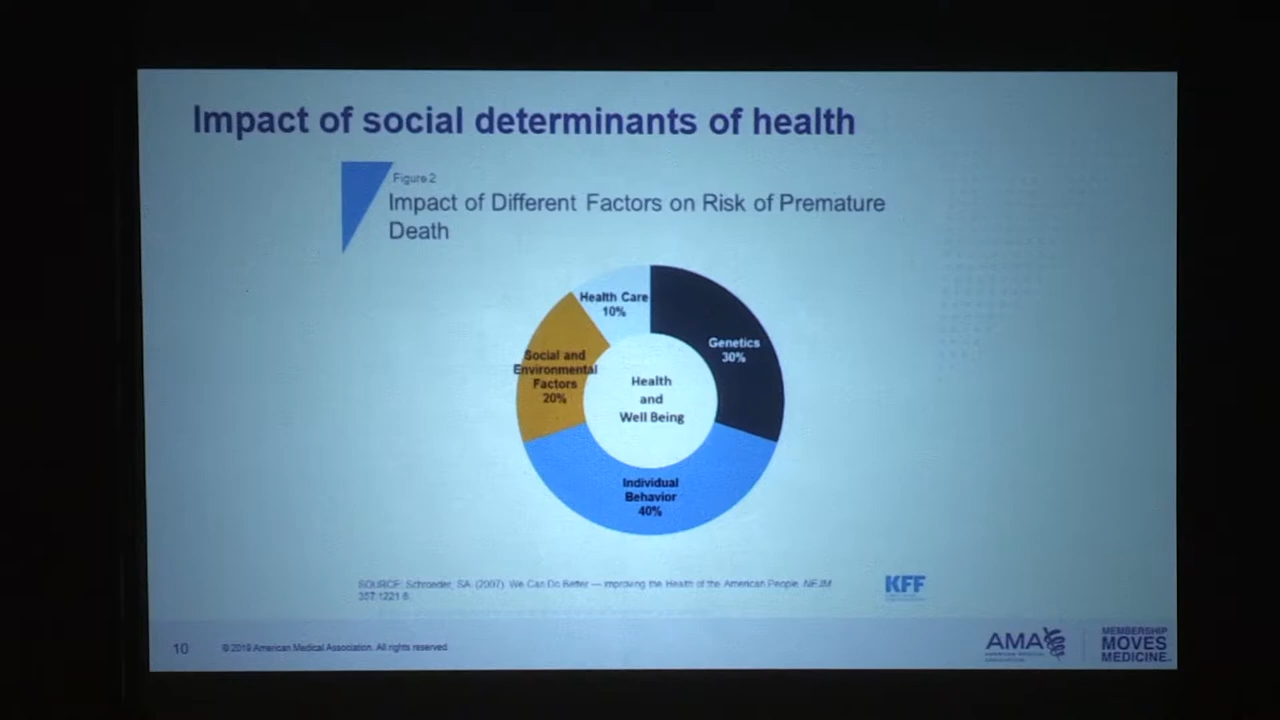 Impact of social determinants of health
Figure 2
Impact of Different Factors on Risk of Premature
Death
Health Care
10%
Genetics
30%
Social and
Environmental
Factors
20%
Health
and
Well Being
Individual
Behavior
40%
SOURCE: Schroeder, SA. (2007). We Can Do Better — Improving the Health of the American People. NEJM.
357:1221-8.
KFF
10
© 2019 American Medical Association. All rights reserved.
AMA
MEMBERSHIP
MOVES
MEDICINE